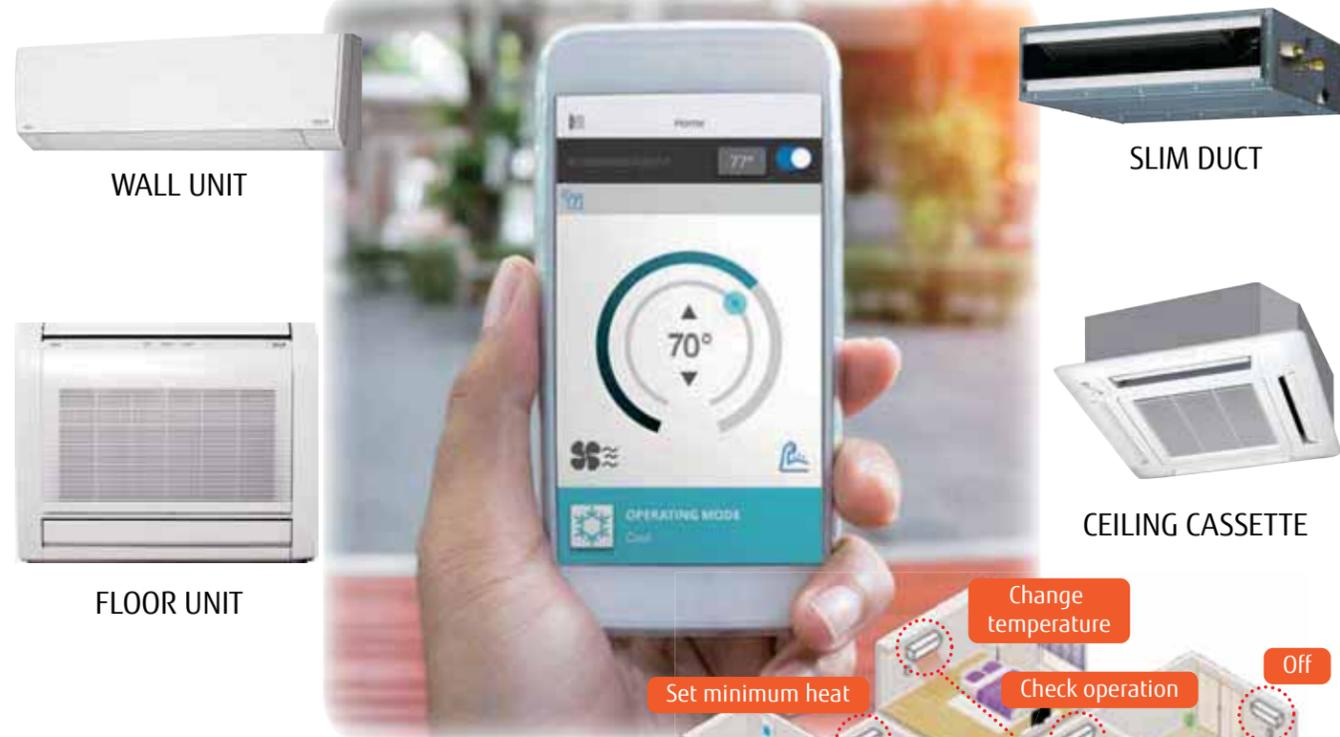 WALL UNIT
FLOOR UNIT
Home
77°
70°
OPERATING MODE
Cool
SLIM DUCT
CEILING CASSETTE
Change
temperature
Set minimum heat
Check operation
Off